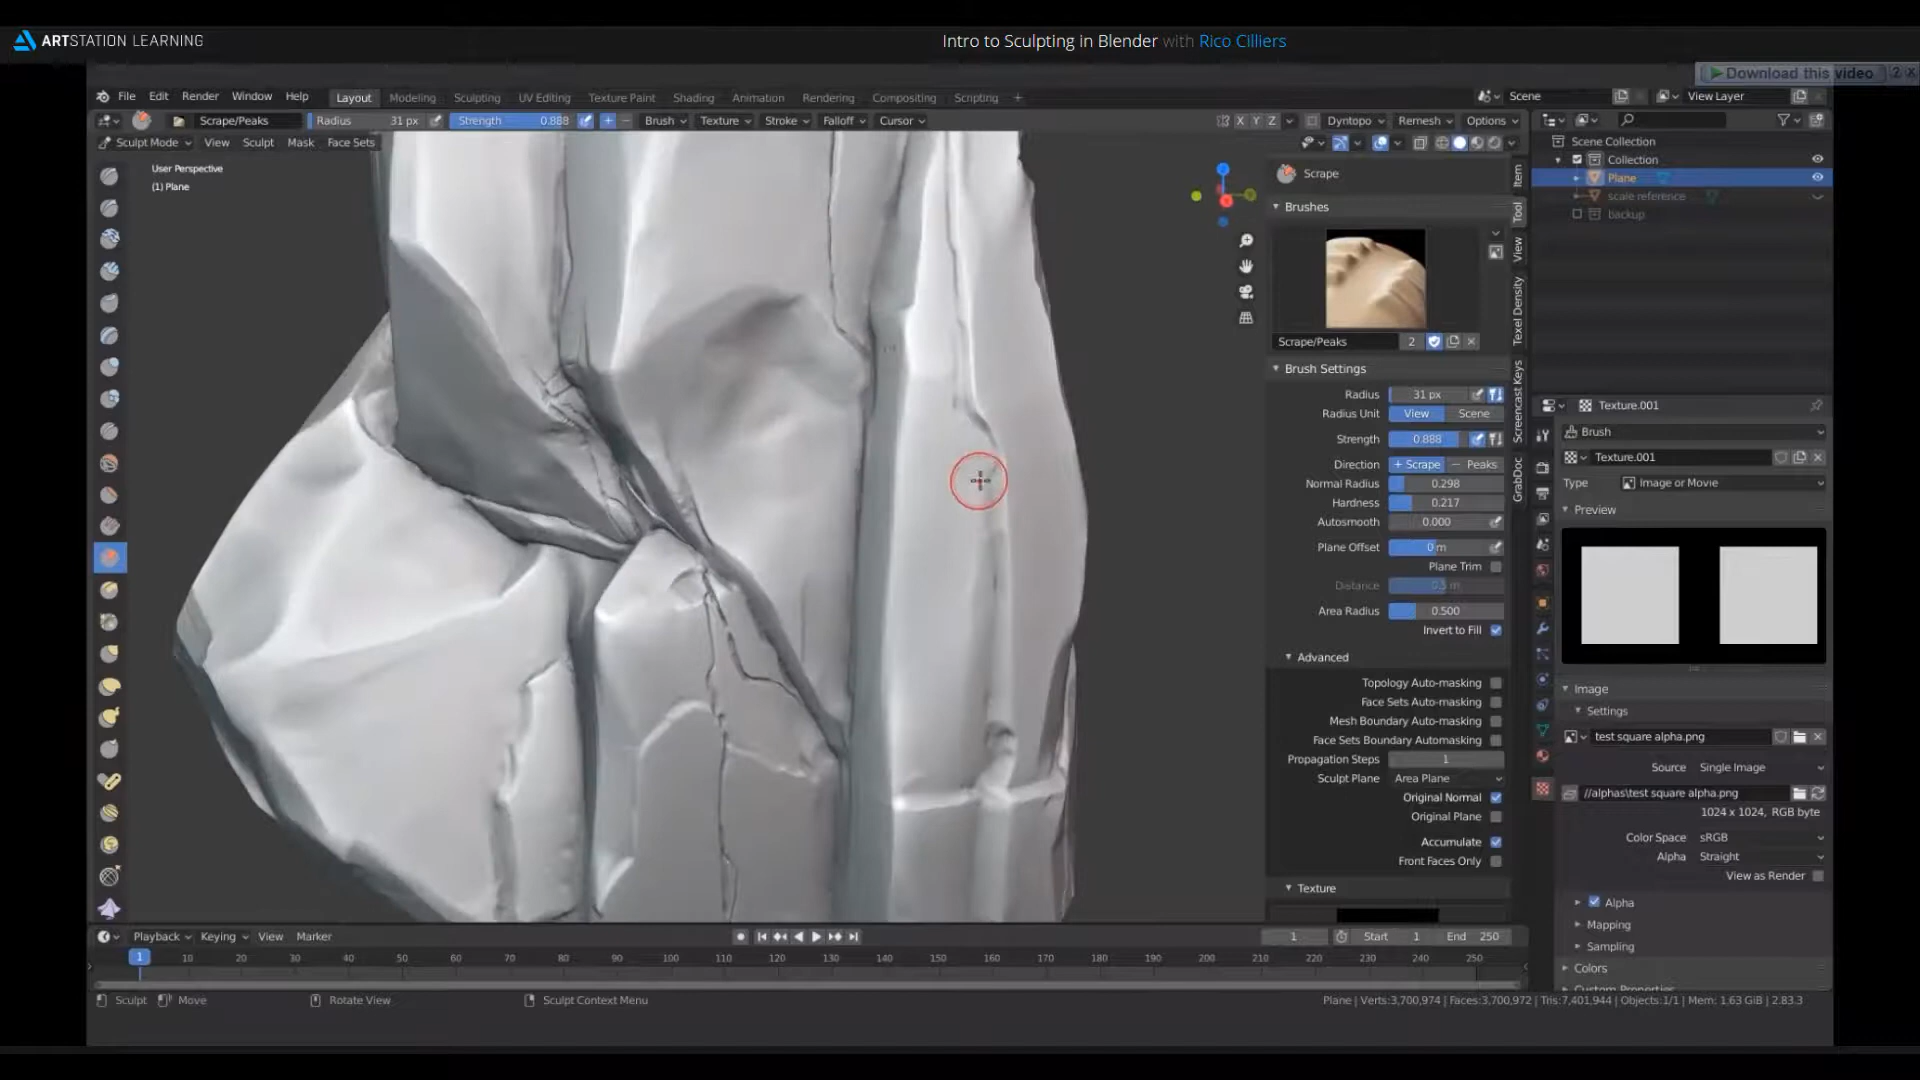 ARTSTATION LEARNING
Intro to Sculpting in Blender with Rico Cilliers
Download this video
2 X
File Edit Render Window Help
Layout Modeling Sculpting UV Editing Texture Paint Shading Animation Rendering Compositing Scripting +
Scene
View Layer
Scrape/Peaks
Radius 31 px
Strength 0.888
+ −
Brush Texture Stroke Falloff Cursor
X Y Z
Dyntopo Remesh Options
Sculpt Mode View Sculpt Mask Face Sets
User Perspective
(1) Plane
Scrape
Brushes
Scrape/Peaks 2
Brush Settings
Radius 31 px
Radius Unit View Scene
Strength 0.888
Direction + Scrape − Peaks
Normal Radius 0.298
Hardness 0.217
Autosmooth 0.000
Plane Offset 0 m
Plane Trim
Distance 0.5 m
Area Radius 0.500
Invert to Fill
Advanced
Topology Auto-masking
Face Sets Auto-masking
Mesh Boundary Auto-masking
Face Sets Boundary Automasking
Propagation Steps 1
Sculpt Plane Area Plane
Original Normal
Original Plane
Accumulate
Front Faces Only
Texture
Item
Tool
View
Texel Density
Screencast Keys
GrabDoc
Scene Collection
Collection
Plane
scale reference
backup
Texture.001
Brush
Texture.001
Type Image or Movie
Preview
Image
Settings
test square alpha.png
Source Single Image
//alphas\test square alpha.png
1024 x 1024, RGB byte
Color Space sRGB
Alpha Straight
View as Render
Alpha
Mapping
Sampling
Colors
Custom Properties
Playback Keying View Marker
1 Start 1 End 250
1 10 20 30 40 50 60 70 80 90 100 110 120 130 140 150 160 170 180 190 200 210 220 230 240 250
Sculpt Move Rotate View Sculpt Context Menu
Plane | Verts:3,700,974 | Faces:3,700,972 | Tris:7,401,944 | Objects:1/1 | Mem: 1.63 GiB | 2.83.3